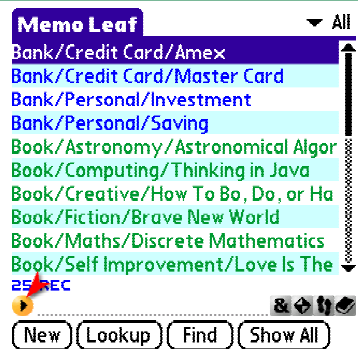 Memo Leaf
All
Bank/Credit Card/Amex
Bank/Credit Card/Master Card
Bank/Personal/Investment
Bank/Personal/Saving
Book/Astronomy/Astronomical Algor
Book/Computing/Thinking in Java
Book/Creative/How To Bo, Do, or Ha
Book/Fiction/Brave New World
Book/Maths/Discrete Mathematics
Book/Self Improvement/Love Is The
25 REC
&
New Lookup Find Show All